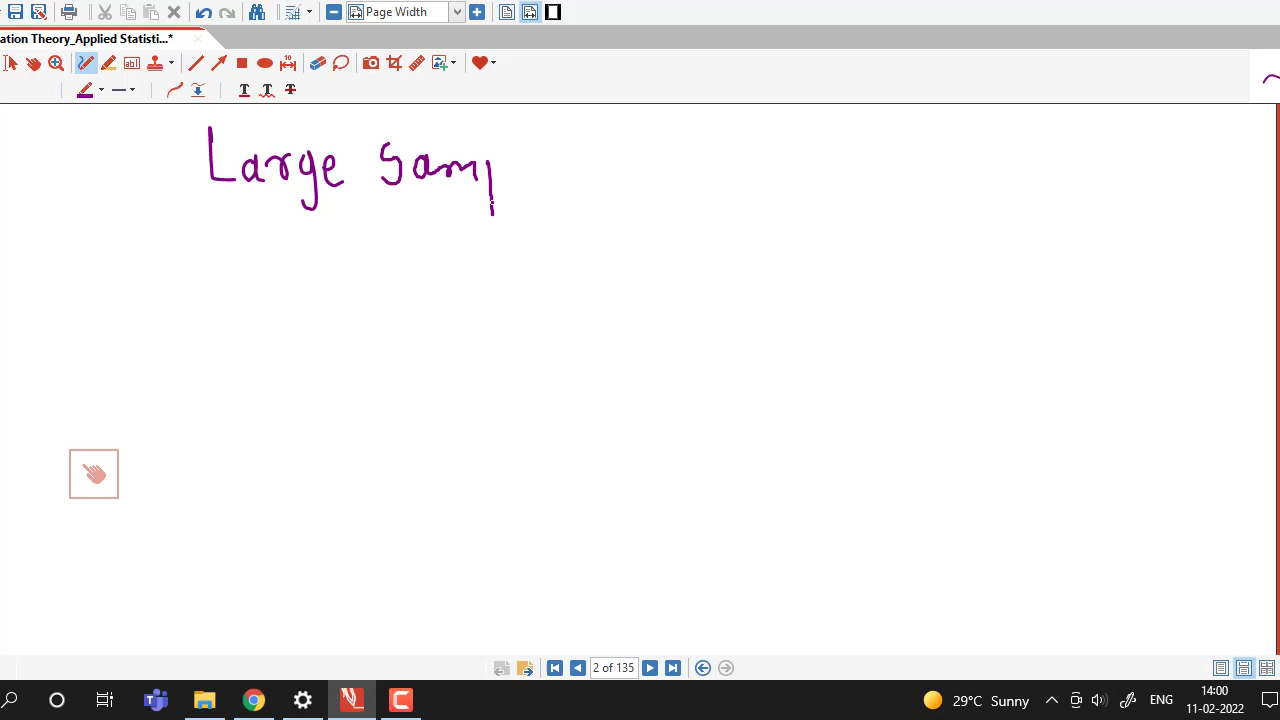 Page Width
ation Theory_Applied Statisti...*
Large Samp
2 of 135
29°C Sunny
ENG
14:00
11-02-2022